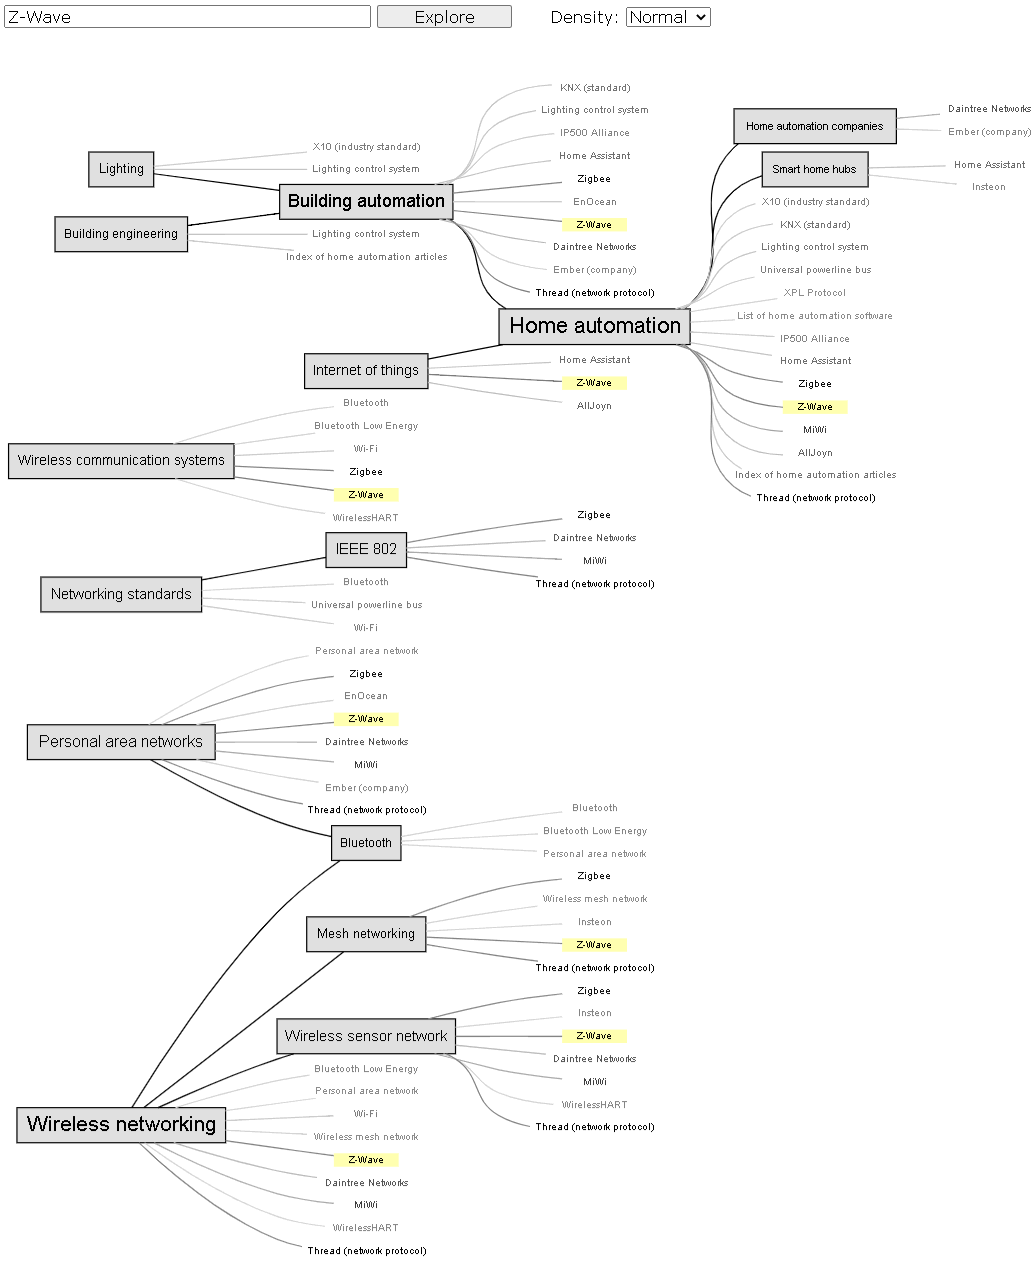 Z-Wave
Explore
Density: Normal
KNX (standard)
Lighting control system
IP500 Alliance
Home Assistant
Zigbee
EnOcean
Z-Wave
Daintree Networks
Ember (company)
Thread (network protocol)
Lighting
X10 (industry standard)
Lighting control system
Building automation
Building engineering
Lighting control system
Index of home automation articles
Home automation companies
Daintree Networks
Ember (company)
Smart home hubs
Home Assistant
Insteon
X10 (industry standard)
KNX (standard)
Lighting control system
Universal powerline bus
XPL Protocol
List of home automation software
IP500 Alliance
Home Assistant
Zigbee
Z-Wave
MiWi
AllJoyn
Index of home automation articles
Thread (network protocol)
Home automation
Internet of things
Home Assistant
Z-Wave
AllJoyn
Bluetooth
Bluetooth Low Energy
Wi-Fi
Zigbee
Z-Wave
WirelessHART
Wireless communication systems
IEEE 802
Zigbee
Daintree Networks
MiWi
Thread (network protocol)
Networking standards
Bluetooth
Universal powerline bus
Wi-Fi
Personal area network
Zigbee
EnOcean
Z-Wave
Daintree Networks
MiWi
Ember (company)
Thread (network protocol)
Personal area networks
Bluetooth
Bluetooth
Bluetooth Low Energy
Personal area network
Mesh networking
Zigbee
Wireless mesh network
Insteon
Z-Wave
Thread (network protocol)
Wireless sensor network
Zigbee
Insteon
Z-Wave
Daintree Networks
MiWi
WirelessHART
Thread (network protocol)
Wireless networking
Bluetooth Low Energy
Personal area network
Wi-Fi
Wireless mesh network
Z-Wave
Daintree Networks
MiWi
WirelessHART
Thread (network protocol)